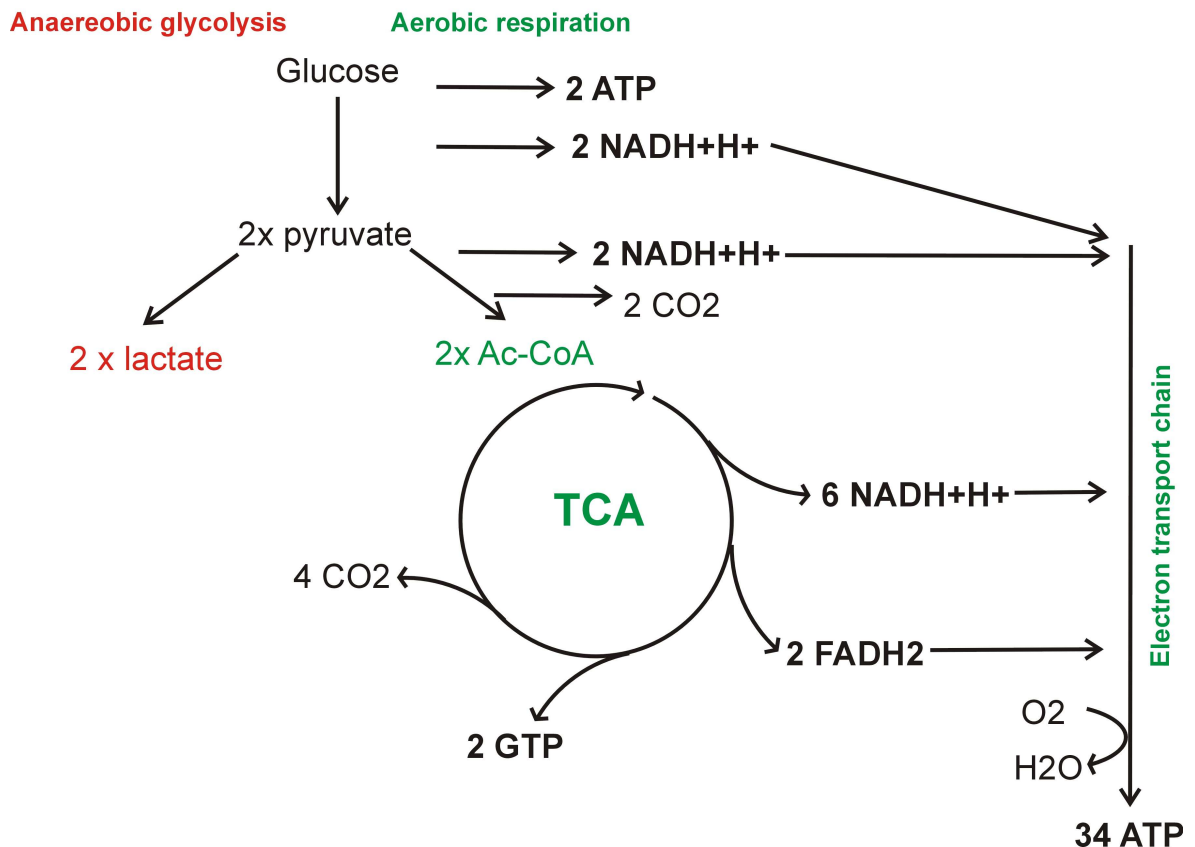 Anaereobic glycolysis
Aerobic respiration
Glucose
2 ATP
2 NADH+H+
2x pyruvate
2 NADH+H+
2 CO2
2 x lactate
2x Ac-CoA
TCA
6 NADH+H+
4 CO2
2 FADH2
2 GTP
Electron transport chain
O2
H2O
34 ATP